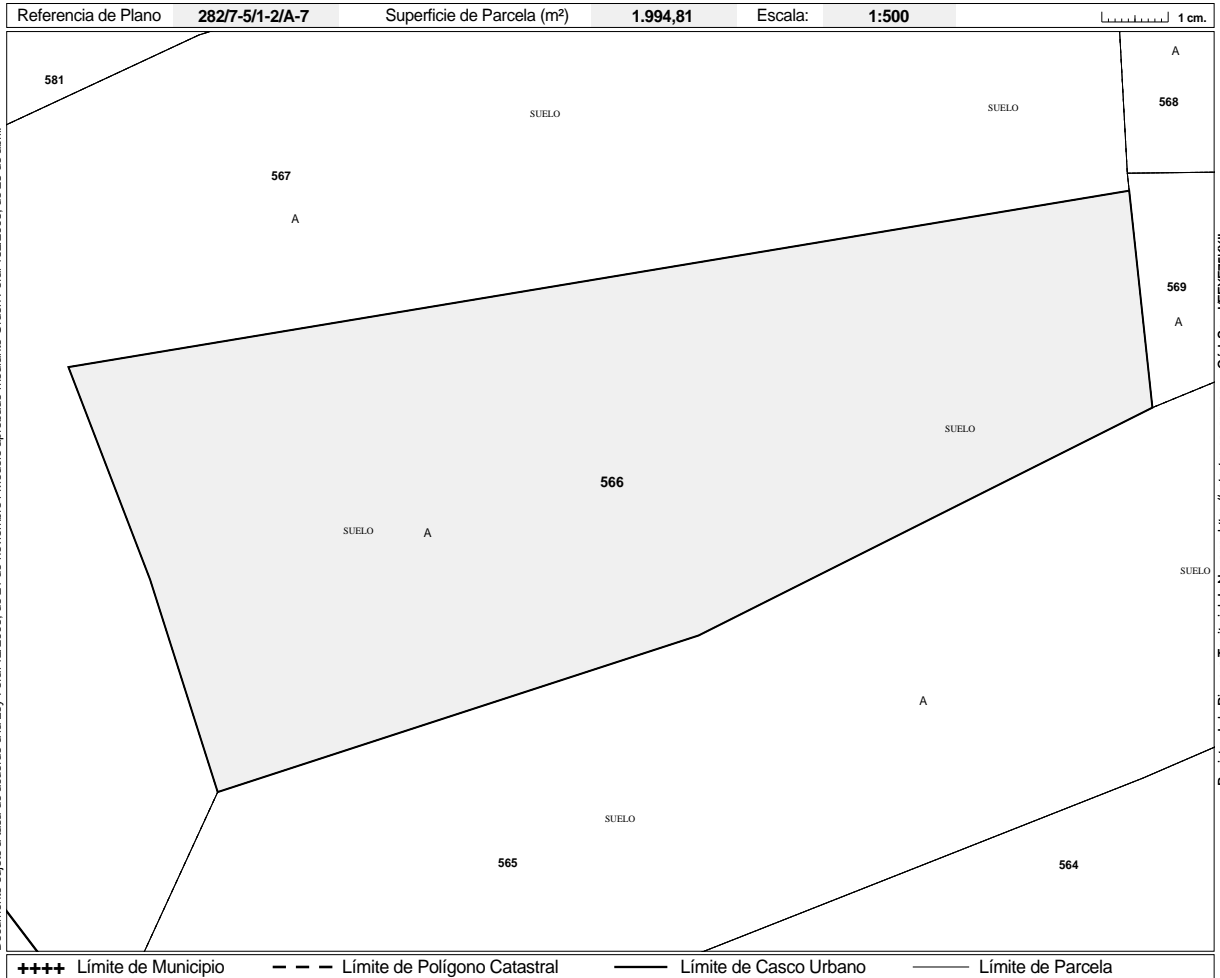 Referencia de Plano 282/7-5/1-2/A-7 Superficie de Parcela (m²) 1.994,81 Escala: 1:500 1 cm.
581
SUELO
SUELO
A
568
567
A
569
A
SUELO
566
SUELO A
SUELO
A
SUELO
565
564
++++ Límite de Municipio Límite de Polígono Catastral Límite de Casco Urbano Límite de Parcela